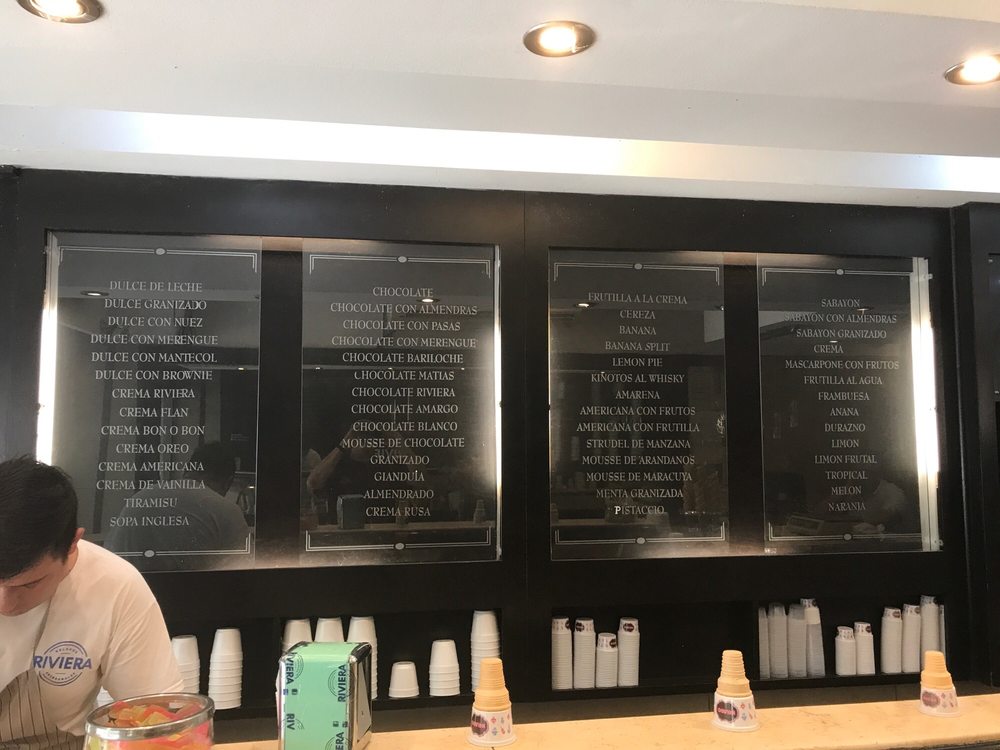 DULCE DE LECHE
DULCE GRANIZADO
DULCE CON NUEZ
DULCE CON MERENGUE
DULCE CON MANTECOL
DULCE CON BROWNIE
CREMA RIVIERA
CREMA FLAN
CREMA BON O BON
CREMA OREO
CREMA AMERICANA
CREMA DE VAINILLA
TIRAMISU
SOPA INGLESA
CHOCOLATE
CHOCOLATE CON ALMENDRAS
CHOCOLATE CON PASAS
CHOCOLATE CON MERENGUE
CHOCOLATE BARILOCHE
CHOCOLATE MATIAS
CHOCOLATE RIVIERA
CHOCOLATE AMARGO
CHOCOLATE BLANCO
MOUSSE DE CHOCOLATE
GRANIZADO
GIANDUÍA
ALMENDRADO
CREMA RUSA
FRUTILLA A LA CREMA
CEREZA
BANANA
BANANA SPLIT
LEMON PIE
KINOTOS AL WHISKY
AMARENA
AMERICANA CON FRUTOS
AMERICANA CON FRUTILLA
STRUDEL DE MANZANA
MOUSSE DE ARANDANOS
MOUSSE DE MARACUYA
MENTA GRANIZADA
PISTACCIO
SABAYON
SABAYON CON ALMENDRAS
SABAYON GRANIZADO
CREMA
MASCARPONE CON FRUTOS
FRUTILLA AL AGUA
FRAMBUESA
ANANA
DURAZNO
LIMON
LIMON FRUTAL
TROPICAL
MELON
NARANJA
RIVIERA
RIVIERA
RIVIERA
RIV